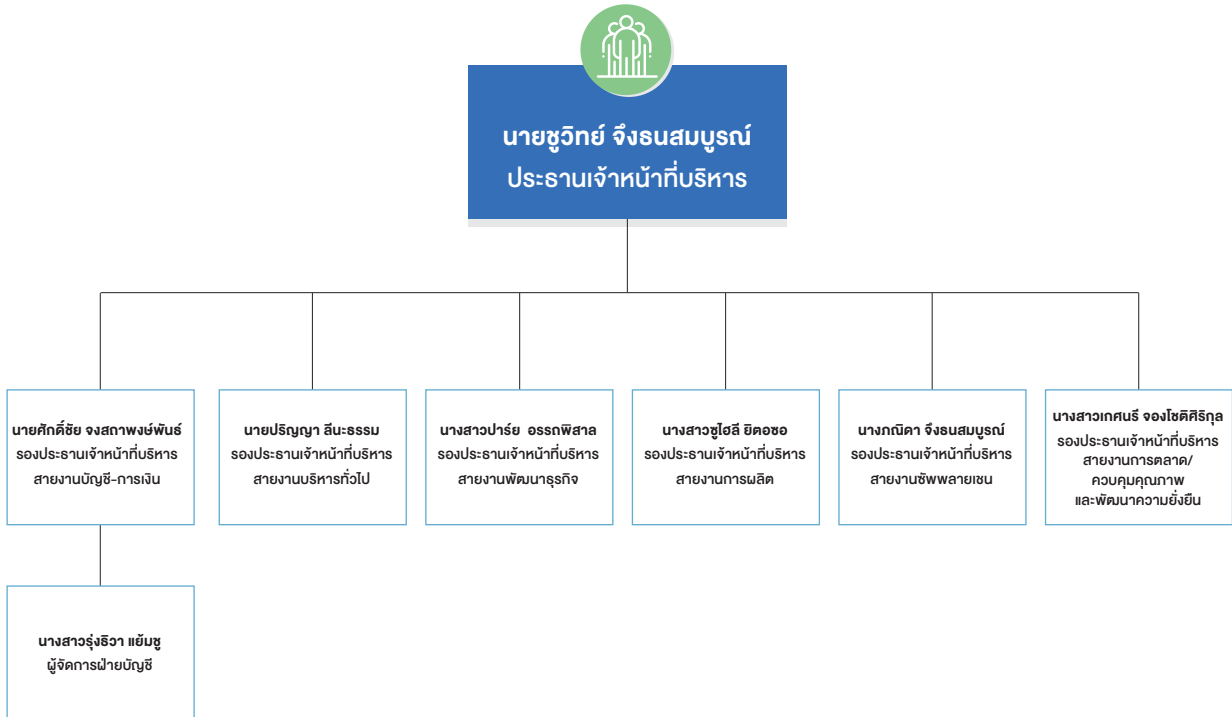 นายชูวิทย์ จึงธนสมบูรณ์
ประธานเจ้าหน้าที่บริหาร
นายศักดิ์ชัย จงสถาพงษ์พันธ์
รองประธานเจ้าหน้าที่บริหาร
สายงานบัญชี-การเงิน
นายปริญญา ลีนะธรรม
รองประธานเจ้าหน้าที่บริหาร
สายงานบริหารทั่วไป
นางสาวปาร์ย อรรถพิสาล
รองประธานเจ้าหน้าที่บริหาร
สายงานพัฒนาธุรกิจ
นางสาวซูไฮลี ยิตอซอ
รองประธานเจ้าหน้าที่บริหาร
สายงานการผลิต
นางภณิดา จึงธนสมบูรณ์
รองประธานเจ้าหน้าที่บริหาร
สายงานซัพพลายเชน
นางสาวเกศนรี จองโชติศิริกุล
รองประธานเจ้าหน้าที่บริหาร
สายงานการตลาด/
ควบคุมคุณภาพ
และพัฒนาความยั่งยืน
นางสาวรุ่งธิวา แย้มชู
ผู้จัดการฝ่ายบัญชี